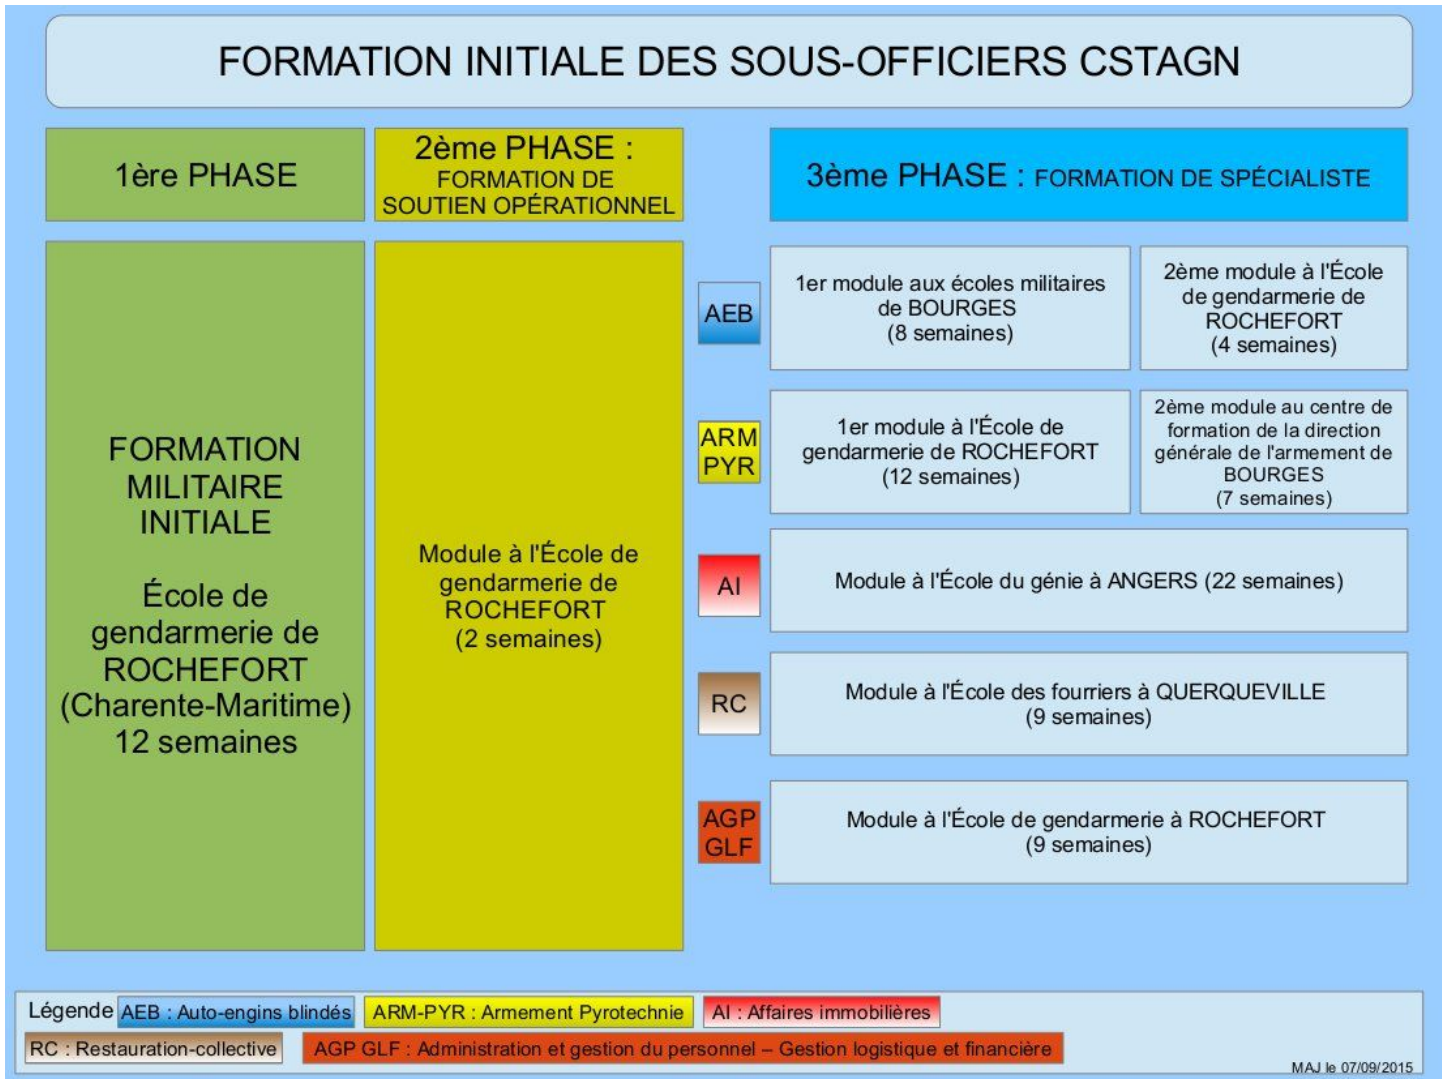 FORMATION INITIALE DES SOUS-OFFICIERS CSTAGN
1ère PHASE
2ème PHASE :
FORMATION DE
SOUTIEN OPÉRATIONNEL
3ème PHASE : FORMATION DE SPÉCIALISTE
FORMATION
MILITAIRE
INITIALE
École de
gendarmerie de
ROCHEFORT
(Charente-Maritime)
12 semaines
Module à l'École de
gendarmerie de
ROCHEFORT
(2 semaines)
AEB
1er module aux écoles militaires
de BOURGES
(8 semaines)
2ème module à l'École
de gendarmerie de
ROCHEFORT
(4 semaines)
ARM
PYR
1er module à l'École de
gendarmerie de ROCHEFORT
(12 semaines)
2ème module au centre de
formation de la direction
générale de l'armement de
BOURGES
(7 semaines)
AI
Module à l'École du génie à ANGERS (22 semaines)
RC
Module à l'École des fourriers à QUERQUEVILLE
(9 semaines)
AGP
GLF
Module à l'École de gendarmerie à ROCHEFORT
(9 semaines)
Légende AEB : Auto-engins blindés ARM-PYR : Armement Pyrotechnie AI : Affaires immobilières
RC : Restauration-collective AGP GLF : Administration et gestion du personnel – Gestion logistique et financière
MAJ le 07/09/2015